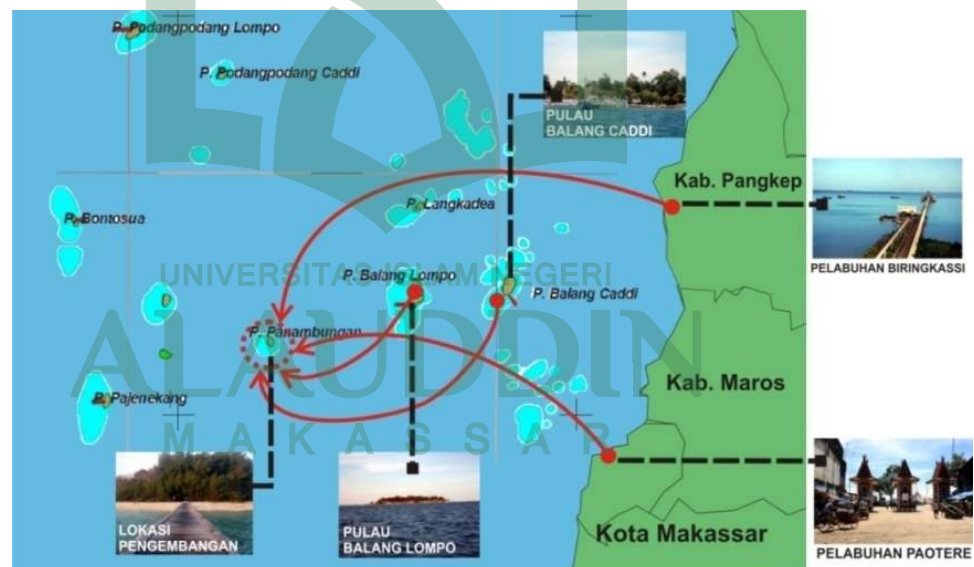 P. Podangpodang Lompo
P. Podangpodang Caddi
PULAU
BALANG CADDI
Kab. Pangkep
P. Langkadea
P. Bontosua
PELABUHAN BIRINGKASSI
UNIVERSITAS ISLAM NEGERI
P. Balang Lompo
P. Balang Caddi
P. Panambungan
ALAUDDIN
Kab. Maros
P. Pajenekang
MAKASSAR
LOKASI
PENGEMBANGAN
PULAU
BALANG LOMPO
Kota Makassar
PELABUHAN PAOTERE